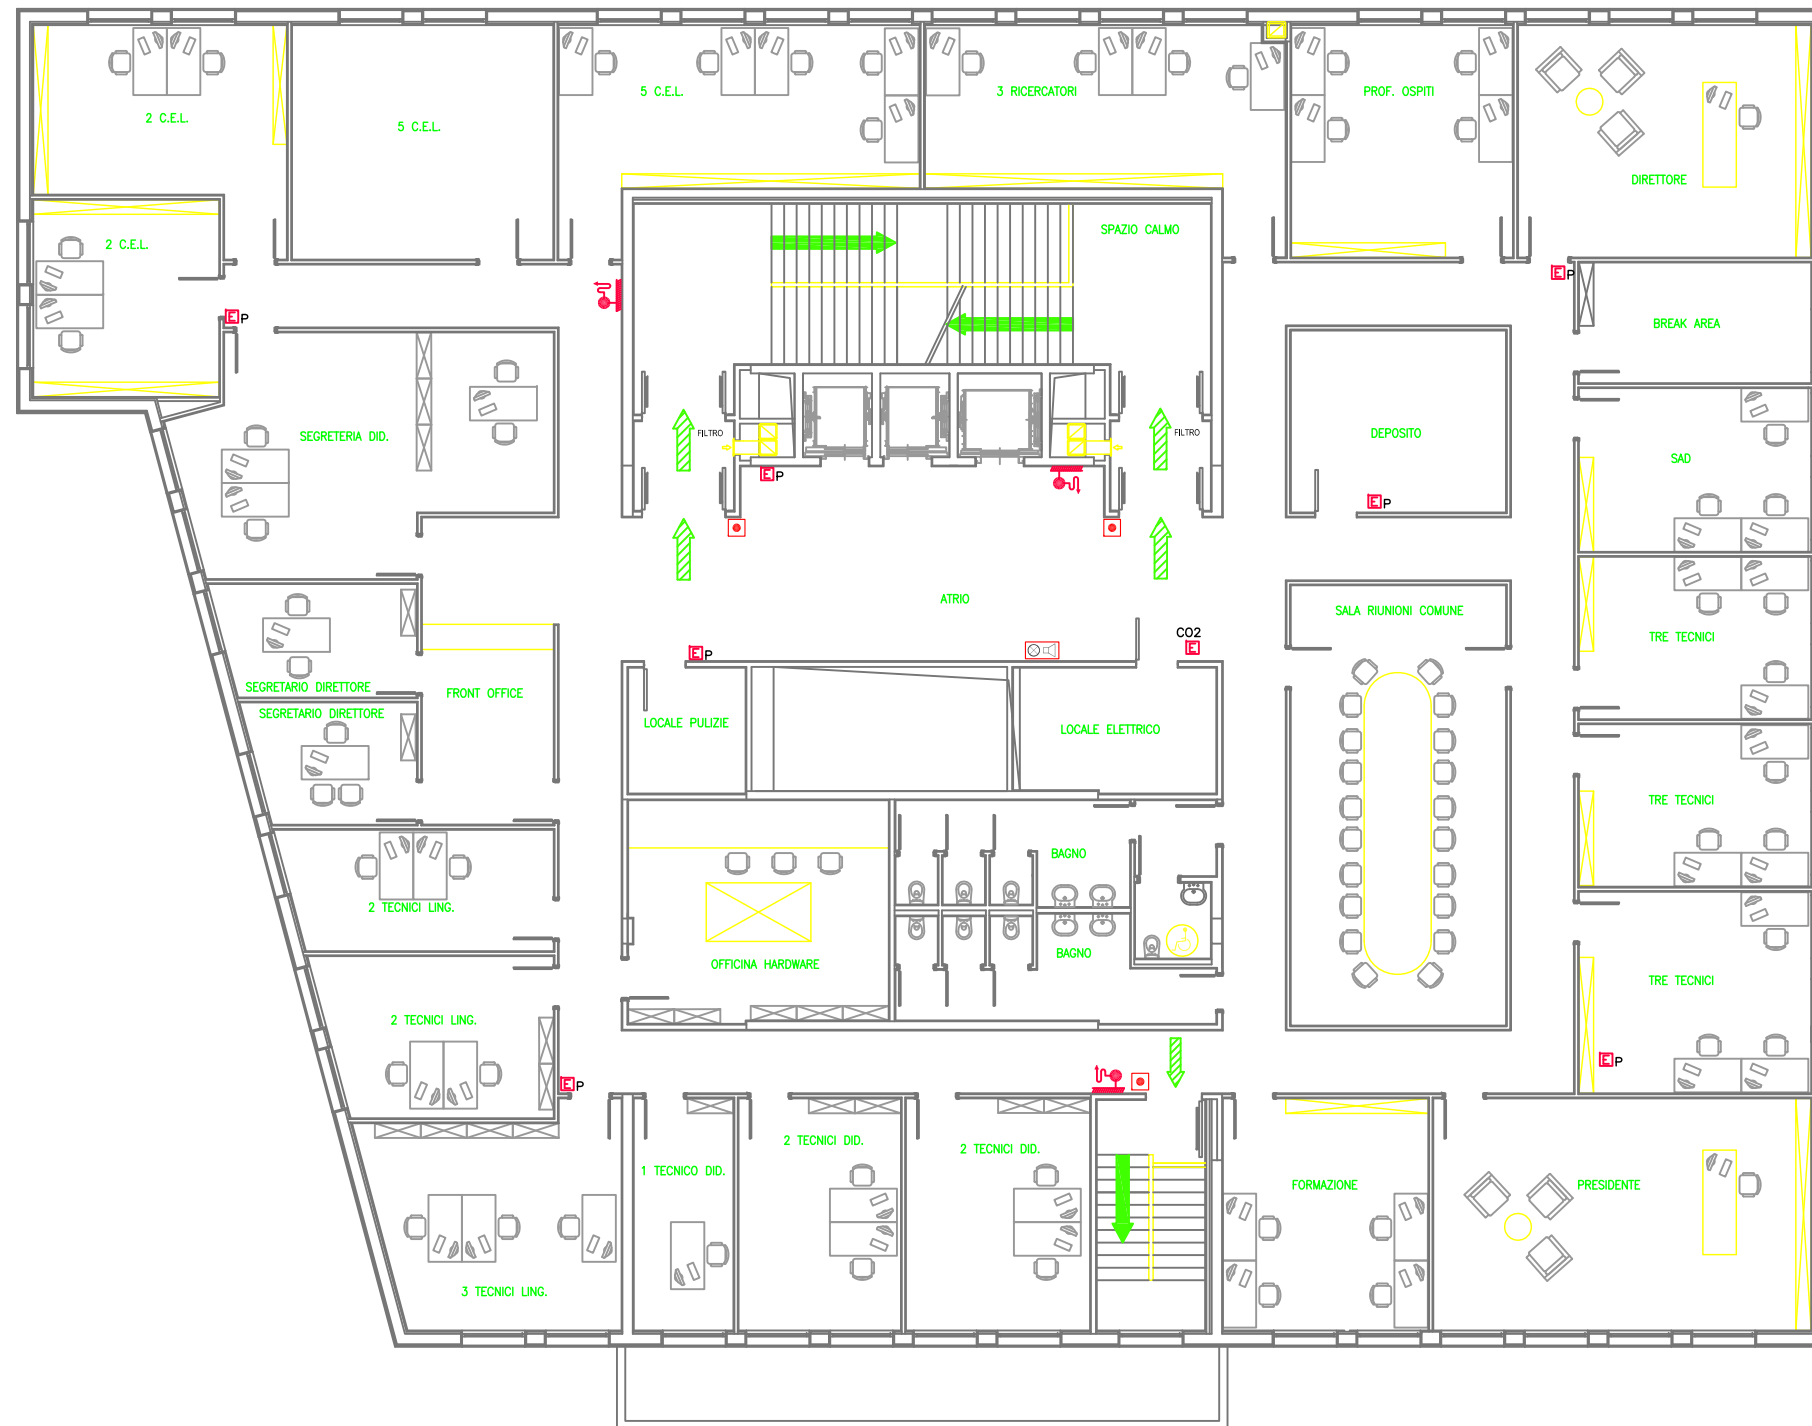 2 C.E.L.
5 C.E.L.
5 C.E.L.
3 RICERCATORI
PROF. OSPITI
DIRETTORE
2 C.E.L.
SPAZIO CALMO
E P
E P
BREAK AREA
SEGRETERIA DID.
FILTRO
FILTRO
DEPOSITO
SAD
E P
E P
ATRIO
SALA RIUNIONI COMUNE
CO2
E
TRE TECNICI
E P
SEGRETARIO DIRETTORE
FRONT OFFICE
SEGRETARIO DIRETTORE
LOCALE PULIZIE
LOCALE ELETTRICO
TRE TECNICI
BAGNO
2 TECNICI LING.
BAGNO
OFFICINA HARDWARE
TRE TECNICI
2 TECNICI LING.
E P
E P
2 TECNICI DID.
2 TECNICI DID.
1 TECNICO DID.
FORMAZIONE
PRESIDENTE
3 TECNICI LING.